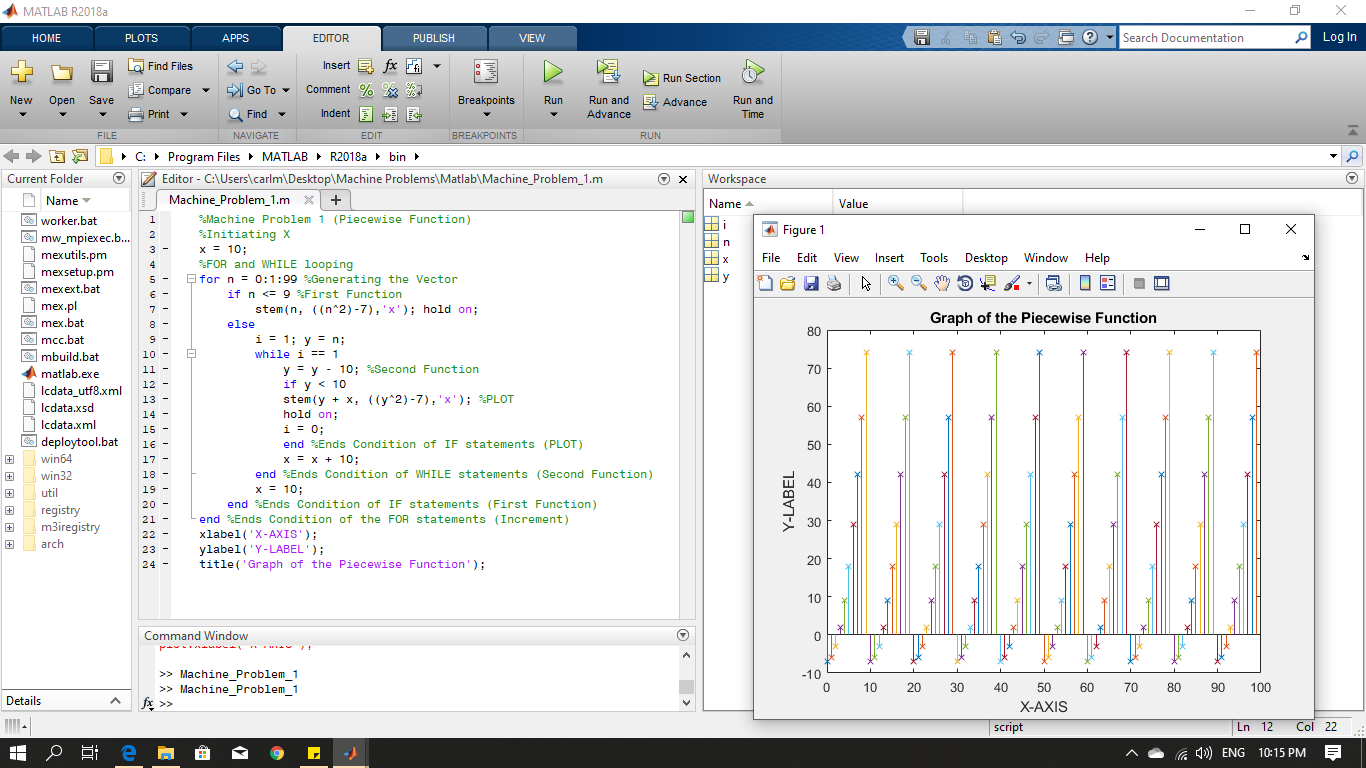 MATLAB R2018a
HOME PLOTS APPS EDITOR PUBLISH VIEW
Search Documentation Log In
New Open Save
Find Files
Compare
Print
Go To
Find
Insert fx
Comment
Indent
Breakpoints
Run
Run and Advance
Run Section
Advance
Run and Time
FILE NAVIGATE EDIT BREAKPOINTS RUN
C: Program Files MATLAB R2018a bin
Current Folder
Name
worker.bat
mw_mpiexec.b...
mexutils.pm
mexsetup.pm
mexext.bat
mex.pl
mex.bat
mcc.bat
mbuild.bat
matlab.exe
lcdata_utf8.xml
lcdata.xsd
lcdata.xml
deploytool.bat
win64
win32
util
registry
m3iregistry
arch
Details
Editor - C:\Users\carlm\Desktop\Machine Problems\Matlab\Machine_Problem_1.m
Machine_Problem_1.m
1 %Machine Problem 1 (Piecewise Function)
2 %Initiating X
3 – x = 10;
4 %FOR and WHILE looping
5 – for n = 0:1:99 %Generating the Vector
6 – if n <= 9 %First Function
7 – stem(n, ((n^2)-7),'x'); hold on;
8 – else
9 – i = 1; y = n;
10 – while i == 1
11 – y = y - 10; %Second Function
12 – if y < 10
13 – stem(y + x, ((y^2)-7),'x'); %PLOT
14 – hold on;
15 – i = 0;
16 – end %Ends Condition of IF statements (PLOT)
17 – x = x + 10;
18 – end %Ends Condition of WHILE statements (Second Function)
19 – x = 10;
20 – end %Ends Condition of IF statements (First Function)
21 – end %Ends Condition of the FOR statements (Increment)
22 – xlabel('X-AXIS');
23 – ylabel('Y-LABEL');
24 – title('Graph of the Piecewise Function');
Command Window
plot.xlabel('X-AXIS');
>> Machine_Problem_1
>> Machine_Problem_1
fx >>
Workspace
Name Value
i
n
x
y
Figure 1
File Edit View Insert Tools Desktop Window Help
Graph of the Piecewise Function
80
70
60
50
40
30
20
10
0
-10
Y-LABEL
0 10 20 30 40 50 60 70 80 90 100
X-AXIS
script Ln 12 Col 22
ENG 10:15 PM